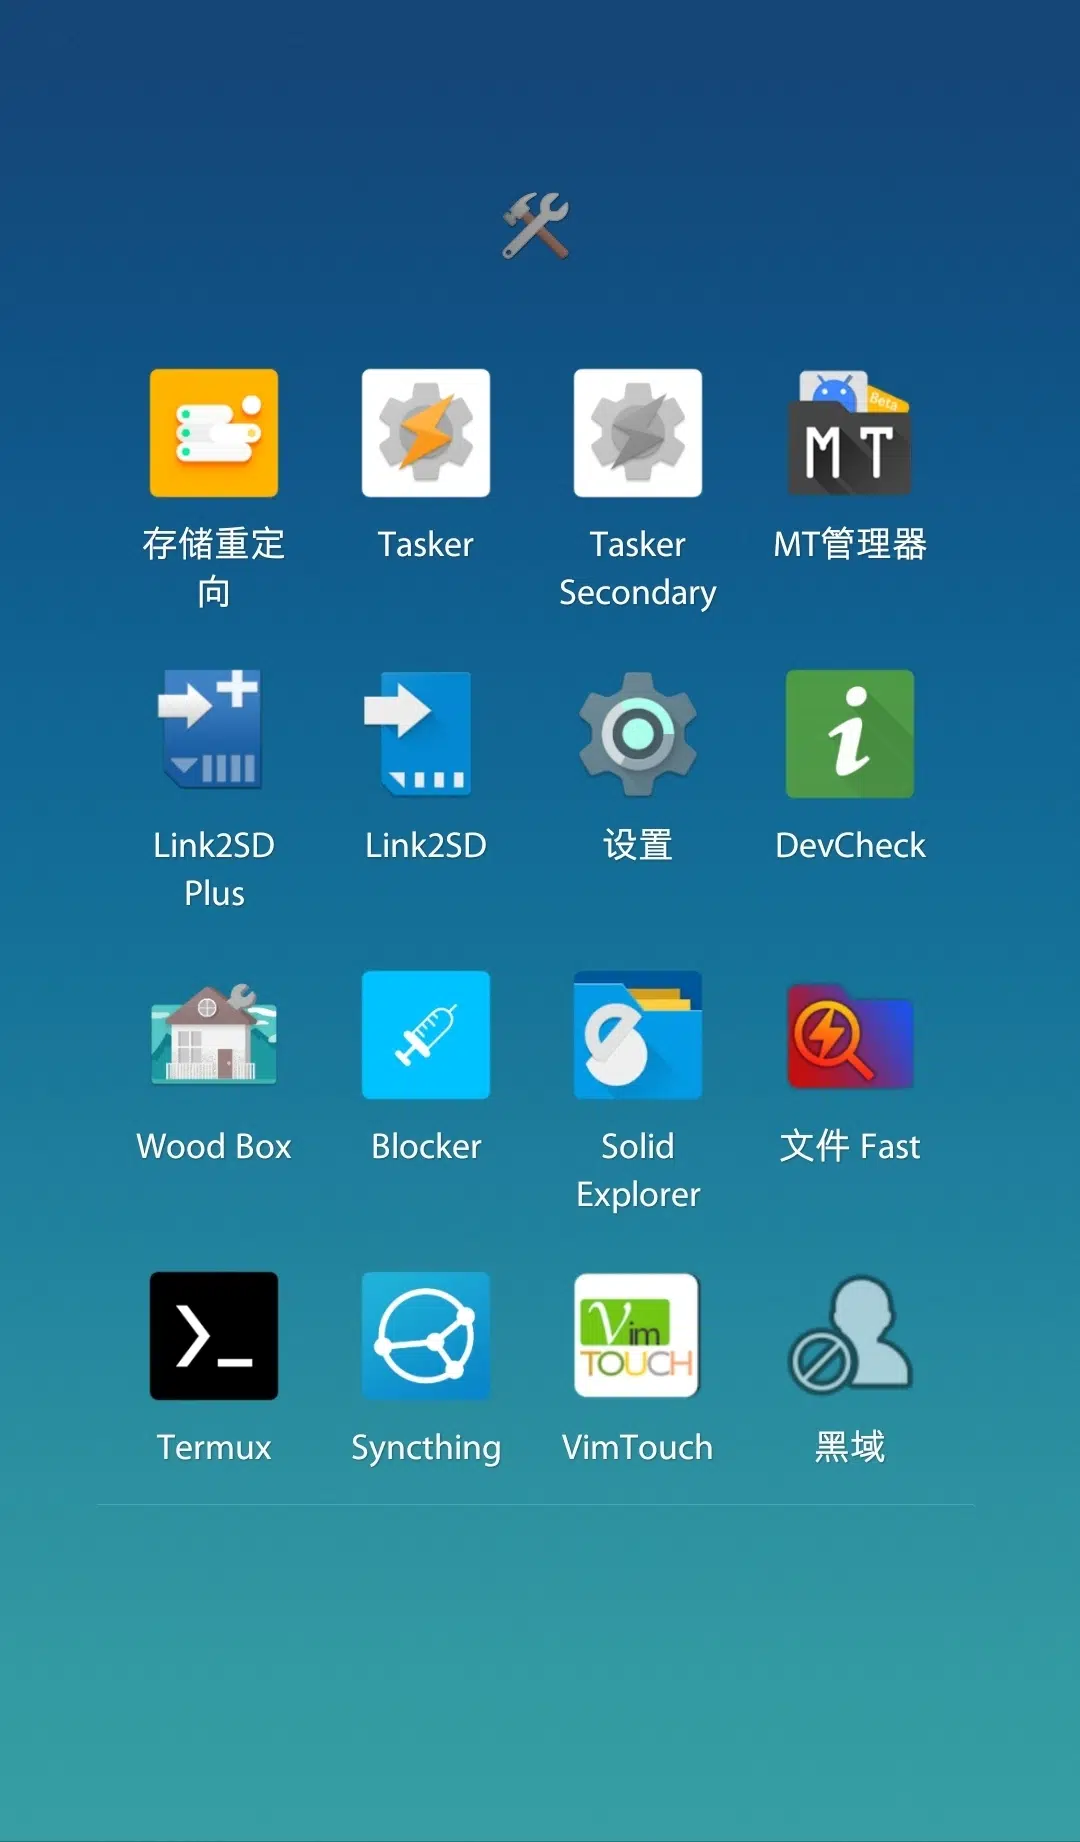 Beta
MT
存储重定
向
Tasker
Tasker
Secondary
MT管理器
Link2SD
Plus
Link2SD
设置
DevCheck
Wood Box
Blocker
Solid
Explorer
文件 Fast
Vim
TOUCH
Termux
Syncthing
VimTouch
黑域